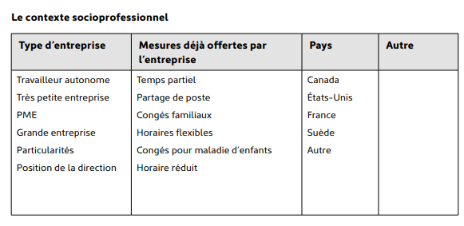 Le contexte socioprofessionnel
Type d’entreprise Mesures déjà offertes par l’entreprise Pays Autre
Travailleur autonome Temps partiel Canada
Très petite entreprise Partage de poste États-Unis
PME Congés familiaux France
Grande entreprise Horaires flexibles Suède
Particularités Congés pour maladie d’enfants Autre
Position de la direction Horaire réduit